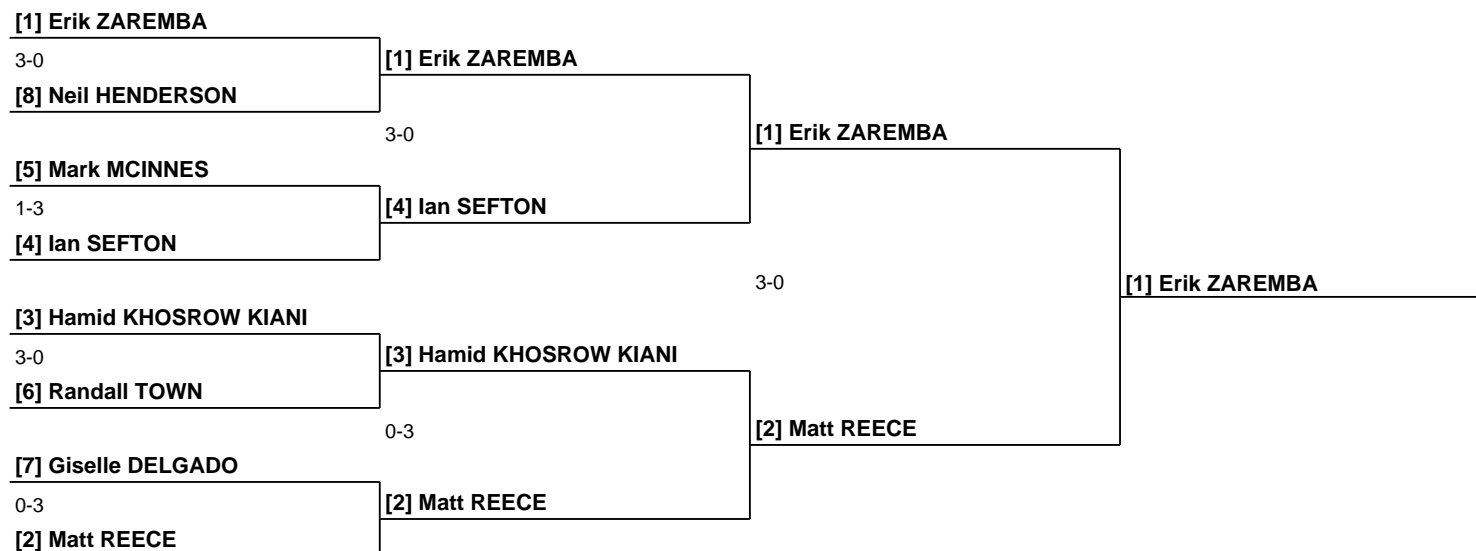 [1] Erik ZAREMBA
3-0
[8] Neil HENDERSON
[5] Mark MCINNES
1-3
[4] Ian SEFTON
[3] Hamid KHOSROW KIANI
3-0
[6] Randall TOWN
[7] Giselle DELGADO
0-3
[2] Matt REECE
[1] Erik ZAREMBA
3-0
[4] Ian SEFTON
[3] Hamid KHOSROW KIANI
0-3
[2] Matt REECE
[1] Erik ZAREMBA
3-0
[2] Matt REECE
[1] Erik ZAREMBA